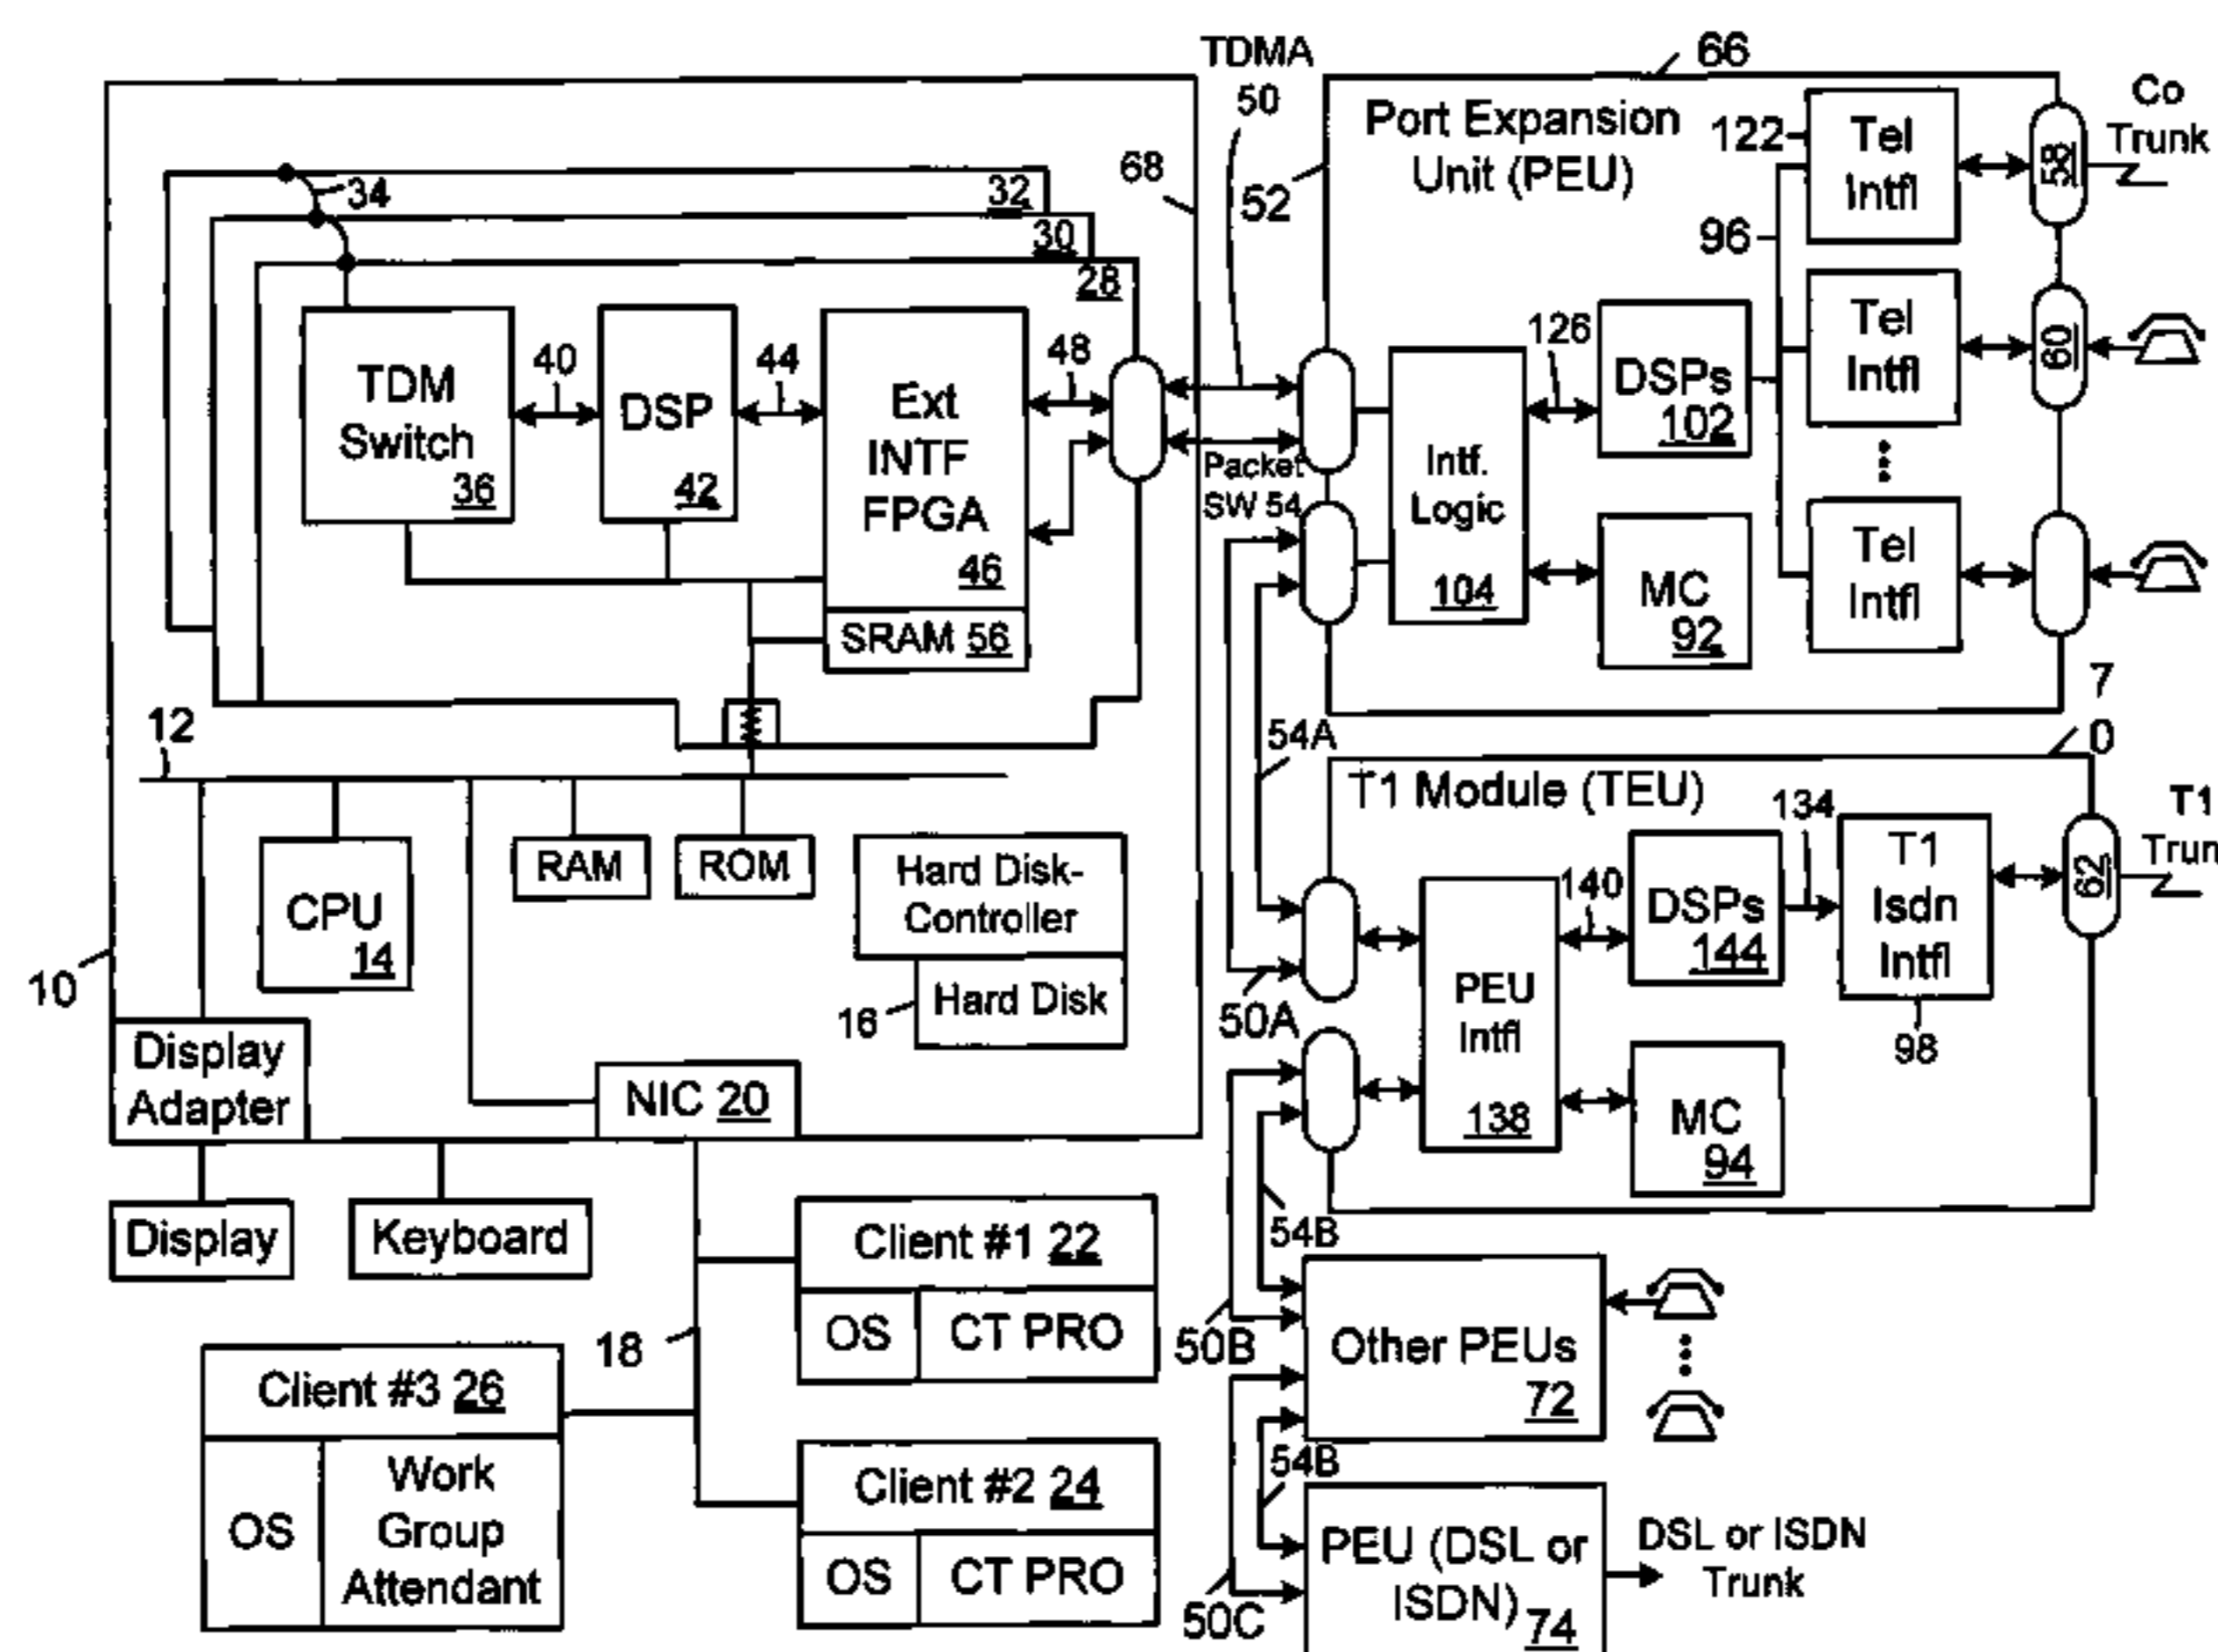 TDMA
50
66
Port Expansion
Unit (PEU)
122
Tel
Intfl
58
Co
Trunk
34
32
30
28
68
52
96
TDM
Switch
36
40
DSP
42
44
Ext
INTF
FPGA
46
48
SRAM 56
Packet
SW 54
Intf.
Logic
104
126
DSPs
102
MC
92
Tel
Intfl
60
Tel
Intfl
7
0
12
CPU
14
RAM
ROM
Hard Disk-
Controller
16
Hard Disk
10
Display
Adapter
NIC 20
Display
Keyboard
54A
50A
T1 Module (TEU)
PEU
Intfl
138
140
DSPs
144
134
T1
Isdn
Intfl
98
62
T1
Trun
MC
94
18
Client #1 22
OS
CT PRO
Client #3 26
OS
Work
Group
Attendant
Client #2 24
OS
CT PRO
54B
50B
Other PEUs
72
54B
50C
PEU (DSL or
ISDN) 74
DSL or ISDN
Trunk